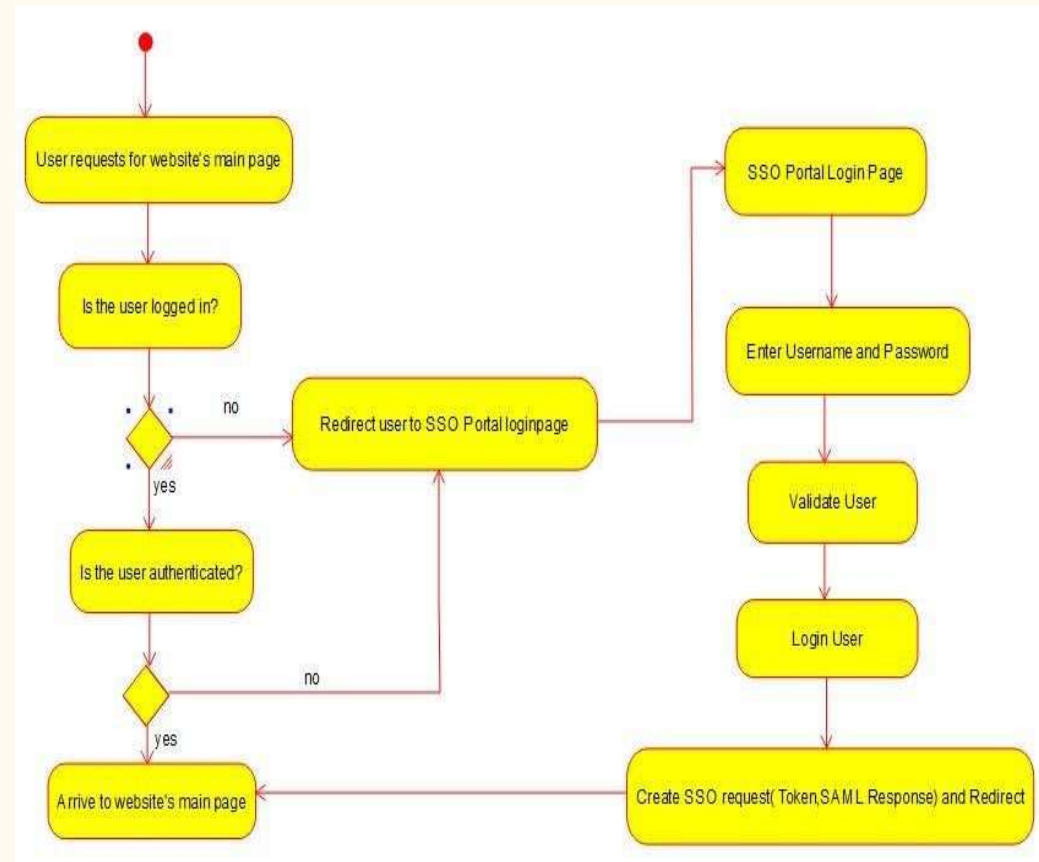 User requests for website's main page
Is the user logged in?
no
yes
Is the user authenticated?
no
yes
Arrive to website's main page
Redirect user to SSO Portal loginpage
SSO Portal Login Page
Enter Username and Password
Validate User
Login User
Create SSO request( Token,SAML Response) and Redirect